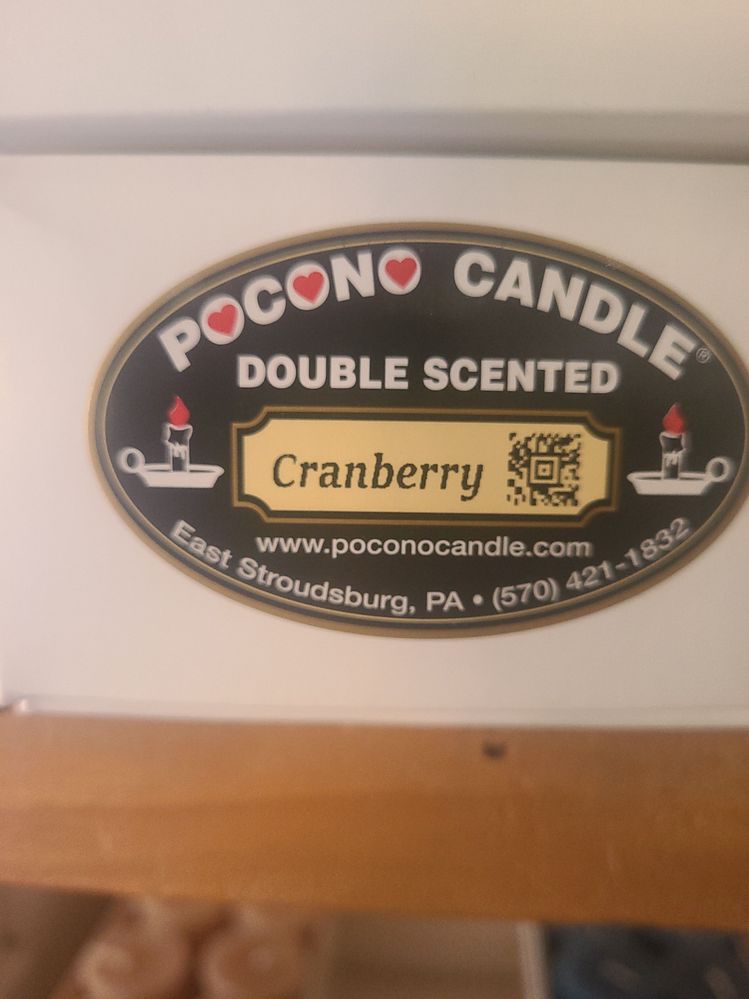 POCONO CANDLE®
DOUBLE SCENTED
Cranberry
www.poconocandle.com
East Stroudsburg, PA • (570) 421-1832